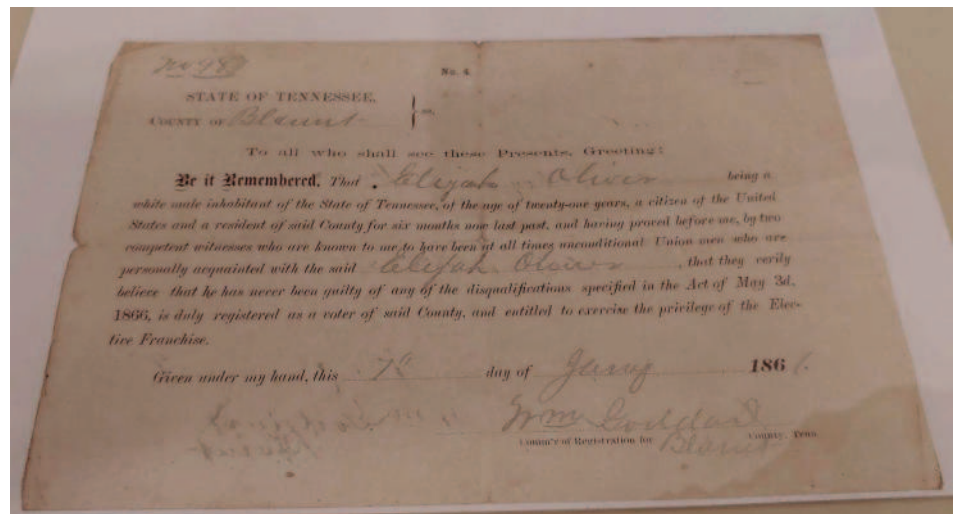 No 48
No. 4.
STATE OF TENNESSEE,
COUNTY OF Blount } ss.
To all who shall see these Presents, Greeting:
Be it Remembered, That Elijah Oliver being a
white male inhabitant of the State of Tennessee, of the age of twenty-one years, a citizen of the United
States and a resident of said County for six months now last past, and having proved before me, by two
competent witnesses who are known to me to have been at all times unconditional Union men who are
personally acquainted with the said Elijah Oliver, that they verily
believe that he has never been guilty of any of the disqualifications specified in the Act of May 3d,
1866, is duly registered as a voter of said County, and entitled to exercise the privilege of the Elec-
tive Franchise.
Given under my hand, this 7th day of 186
Wm Goddard
Comm'r of Registration for Blount County, Tenn